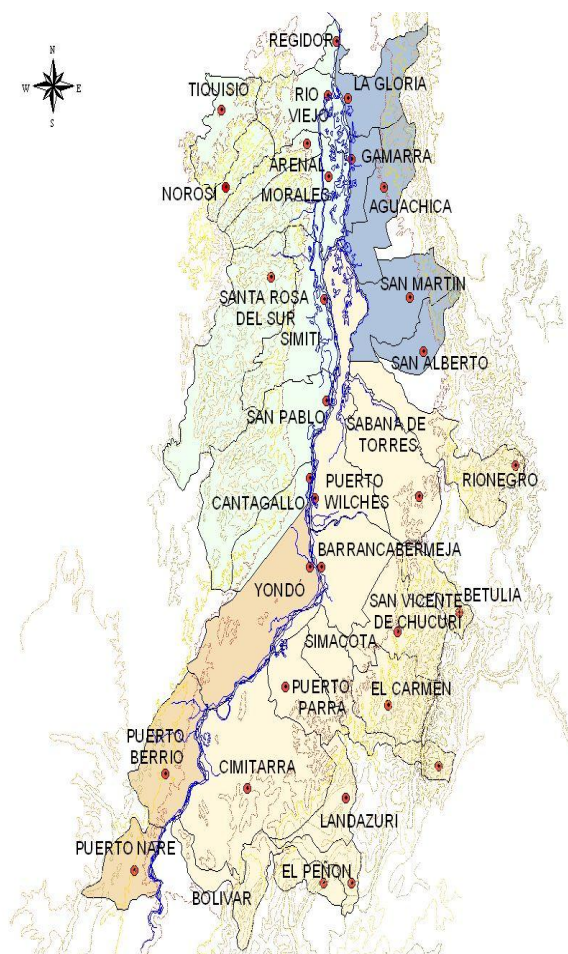 REGIDOR
N
W E
S
TIQUISIO
RIO
VIEJO
LA GLORIA
ARENAL
GAMARRA
NOROSÍ
MORALES
AGUACHICA
SAN MARTIN
SANTA ROSA
DEL SUR
SIMITÍ
SAN ALBERTO
SAN PABLO
SABANA DE
TORRES
RIONEGRO
CANTAGALLO
PUERTO
WILCHES
BARRANCABERMEJA
YONDÓ
SAN VICENTE
DE CHUCURÍ
BETULIA
SIMACOTA
PUERTO
PARRA
EL CARMEN
PUERTO
BERRIO
CIMITARRA
LANDAZURI
PUERTO NARE
EL PEÑON
BOLIVAR